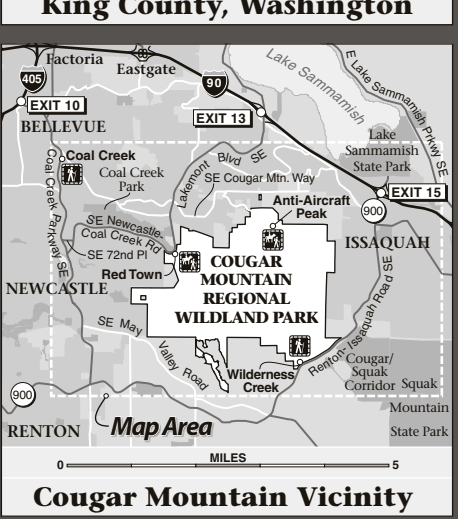 King County, Washington
405
Factoria
Eastgate
90
EXIT 10
EXIT 13
BELLEVUE
Lake Sammamish
E Lake Sammamish Prkwy SE
Lake
Sammamish
State Park
EXIT 15
900
Coal Creek
Coal Creek
Park
Coal Creek Parkway SE
Lakemont Blvd SE
SE Cougar Mtn. Way
Anti-Aircraft
Peak
SE Newcastle-
Coal Creek Rd
SE 72nd Pl
Red Town
ISSAQUAH
COUGAR
MOUNTAIN
REGIONAL
WILDLAND PARK
NEWCASTLE
SE May Valley Road
Renton-Issaquah Road SE
Wilderness
Creek
Cougar/
Squak
Corridor
Squak
Mountain
State Park
900
RENTON
Map Area
MILES
0 5
Cougar Mountain Vicinity